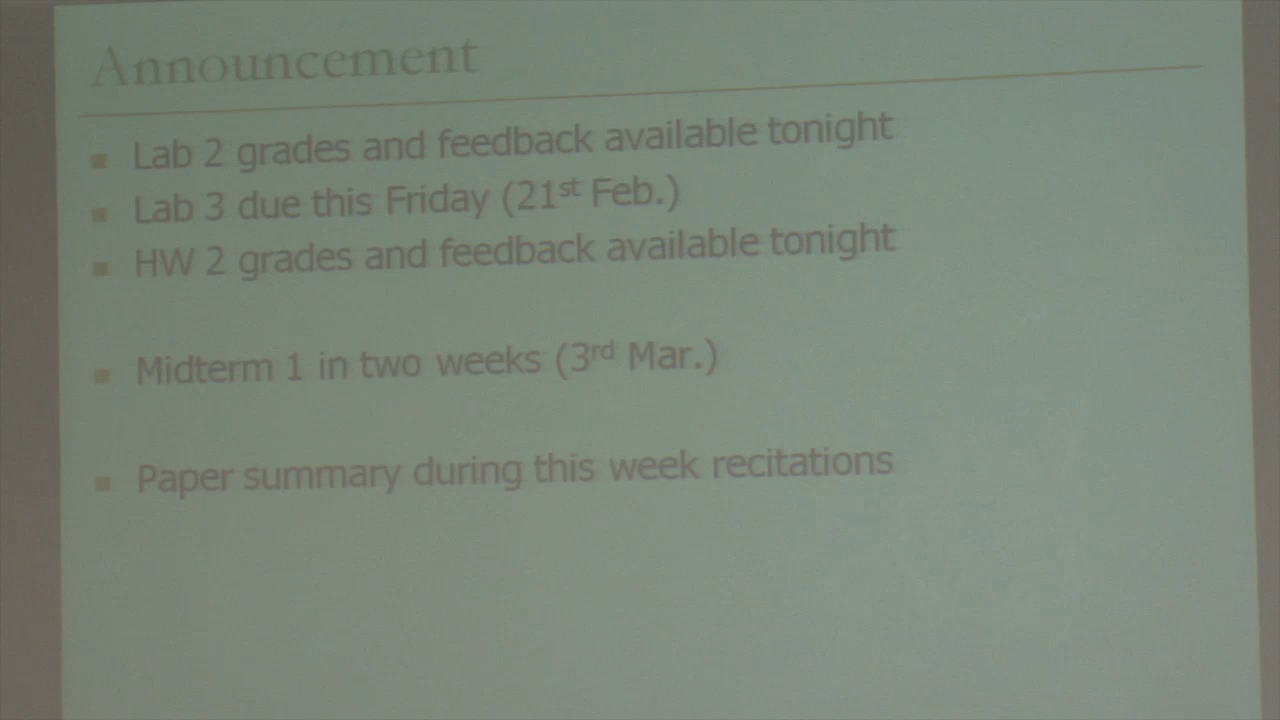 Announcement
Lab 2 grades and feedback available tonight
Lab 3 due this Friday (21st Feb.)
HW 2 grades and feedback available tonight
Midterm 1 in two weeks (3rd Mar.)
Paper summary during this week recitations